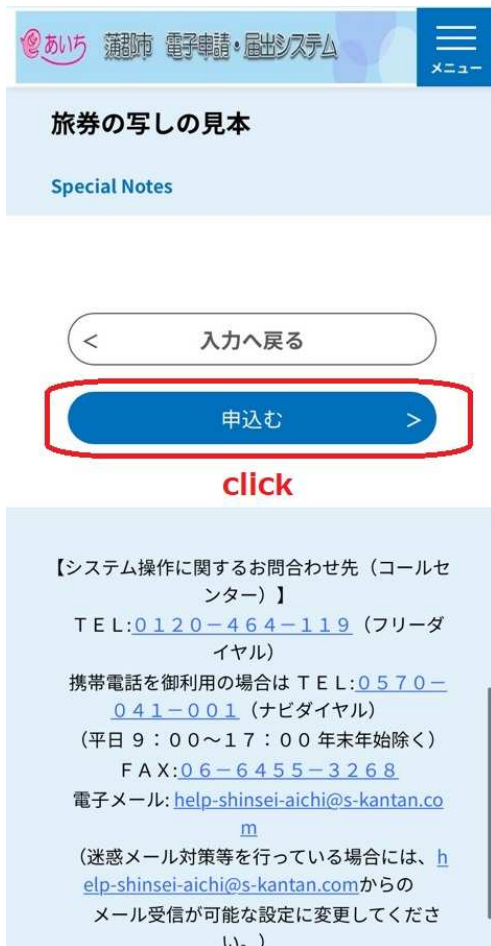 あいち 蒲郡市 電子申請・届出システム
メニュー
旅券の写しの見本
Special Notes
< 入力へ戻る
申込む >
click
【システム操作に関するお問合わせ先（コールセ
ンター）】
ＴＥＬ:０１２０－４６４－１１９（フリーダ
イヤル）
携帯電話を御利用の場合は ＴＥＬ:０５７０－
０４１－００１（ナビダイヤル）
（平日 ９：００～１７：００ 年末年始除く）
ＦＡＸ:０６－６４５５－３２６８
電子メール: help-shinsei-aichi@s-kantan.co
m
（迷惑メール対策等を行っている場合には、h
elp-shinsei-aichi@s-kantan.comからの
メール受信が可能な設定に変更してくださ
い。）